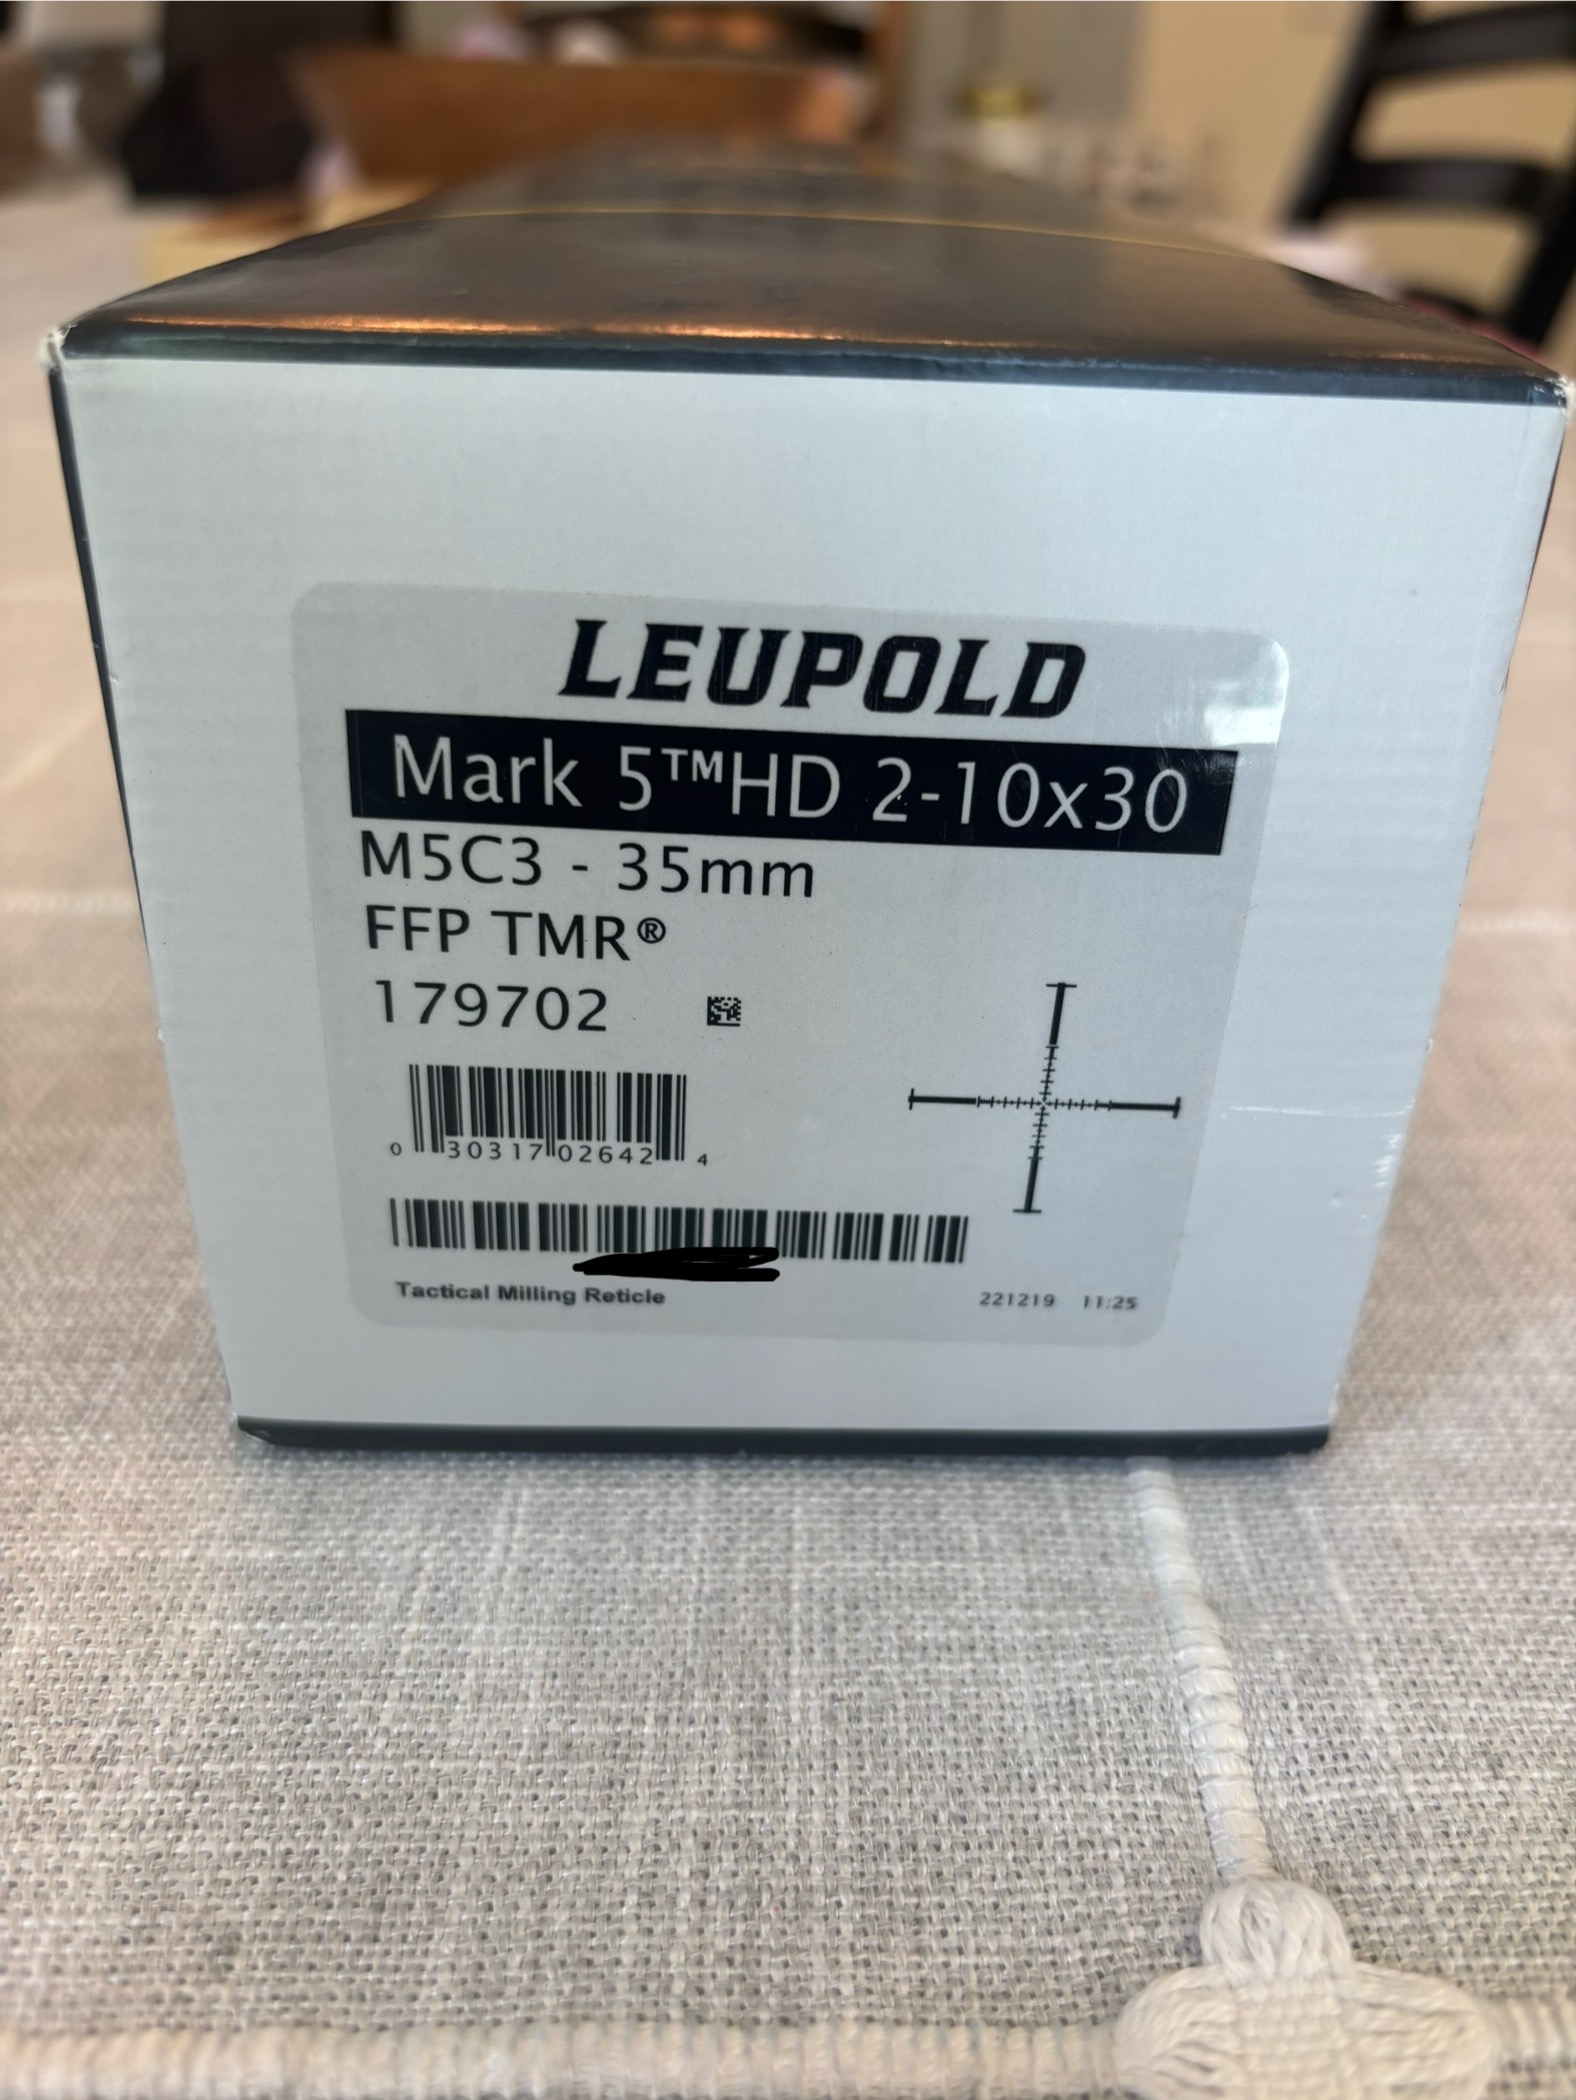 LEUPOLD
Mark 5™HD 2-10x30
M5C3 - 35mm
FFP TMR®
179702
0 30317 02642 4
Tactical Milling Reticle
221219 11:25